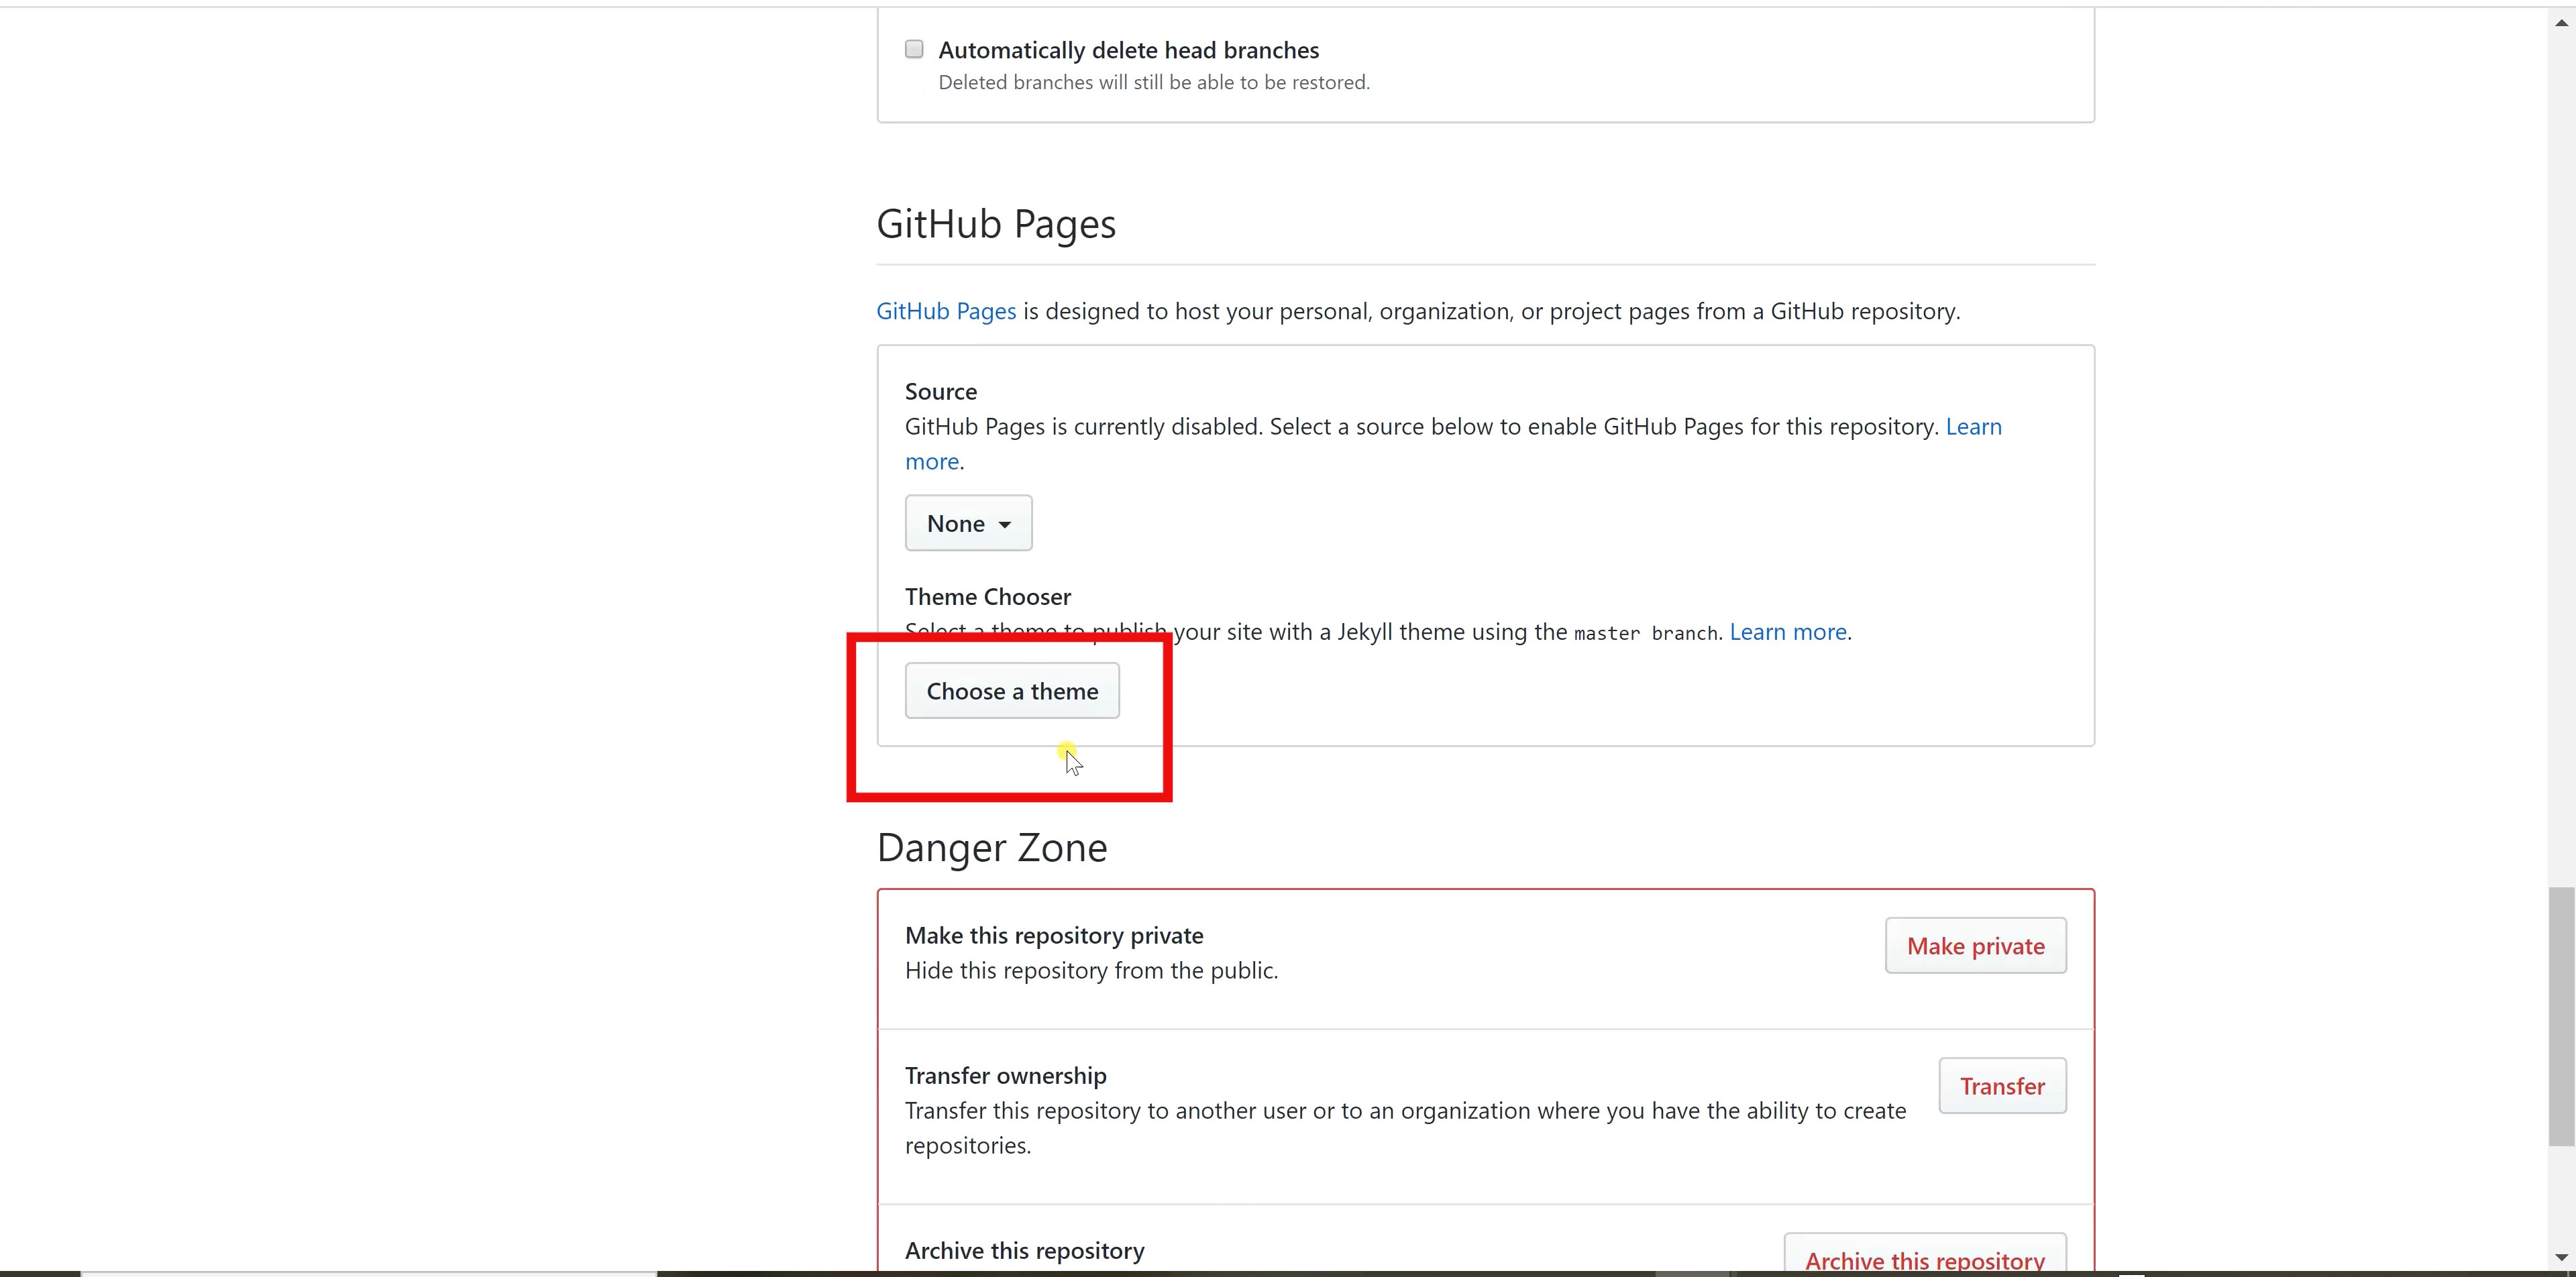 Automatically delete head branches
Deleted branches will still be able to be restored.
GitHub Pages
GitHub Pages is designed to host your personal, organization, or project pages from a GitHub repository.
Source
GitHub Pages is currently disabled. Select a source below to enable GitHub Pages for this repository. Learn
more.
None
Theme Chooser
Select a theme to publish your site with a Jekyll theme using the master branch. Learn more.
Choose a theme
Danger Zone
Make this repository private
Hide this repository from the public.
Make private
Transfer ownership
Transfer this repository to another user or to an organization where you have the ability to create
repositories.
Transfer
Archive this repository
Archive this repository